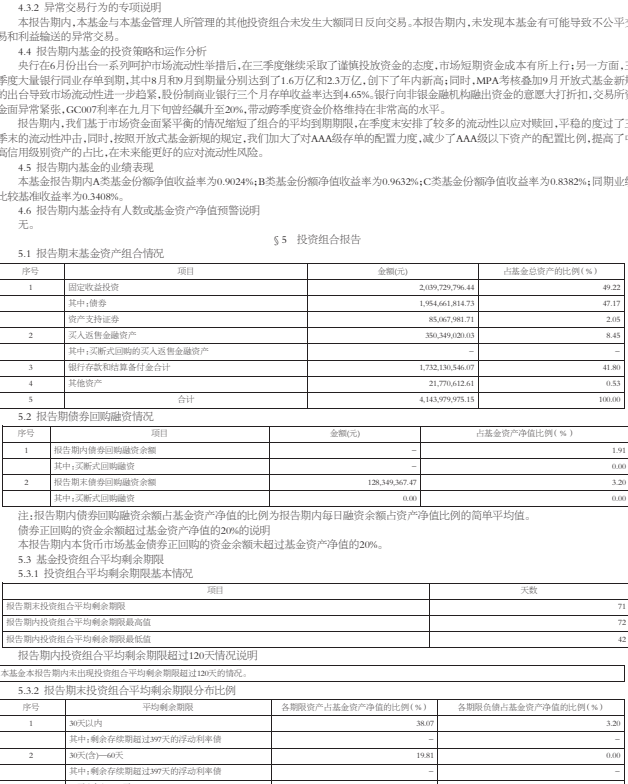 4.3.2 异常交易行为的专项说明
本报告期内,本基金与本基金管理人所管理的其他投资组合未发生大额同日反向交易。本报告期内,未发现本基金有可能导致不公平交
易和利益输送的异常交易。
4.4 报告期内基金的投资策略和运作分析
央行在6月份出台一系列呵护市场流动性举措后,在三季度继续采取了谨慎投放资金的态度,市场短期资金成本有所上行;另一方面,三
季度大量银行同业存单到期,其中8月和9月到期量分别达到了1.6万亿和2.3万亿,创下了年内新高;同时,MPA考核叠加9月开放式基金新规
的出台导致市场流动性进一步趋紧,股份制商业银行三个月存单收益率达到4.65%。银行向非银金融机构融出资金的意愿大打折扣,交易所资
金面异常紧张,GC007利率在九月下旬曾经飙升至20%,带动跨季度资金价格维持在非常高的水平。
报告期内,我们基于市场资金面紧平衡的情况缩短了组合的平均到期期限,在季度末安排了较多的流动性以应对赎回,平稳的度过了三
季末的流动性冲击,同时,按照开放式基金新规的规定,我们加大了对AAA级存单的配置力度,减少了AAA级以下资产的配置比例,提高了中
高信用级别资产的占比,在未来能更好的应对流动性风险。
4.5 报告期内基金的业绩表现
本基金报告期内A类基金份额净值收益率为0.9024%;B类基金份额净值收益率为0.9632%;C类基金份额净值收益率为0.8382%;同期业绩
比较基准收益率为0.3408%。
4.6 报告期内基金持有人数或基金资产净值预警说明
无。
§5 投资组合报告
5.1 报告期末基金资产组合情况
序号 项目 金额(元) 占基金总资产的比例(%)
1 固定收益投资 2,039,729,796.44 49.22
其中:债券 1,954,661,814.73 47.17
资产支持证券 85,067,981.71 2.05
2 买入返售金融资产 350,349,020.03 8.45
其中:买断式回购的买入返售金融资产 － －
3 银行存款和结算备付金合计 1,732,130,546.07 41.80
4 其他资产 21,770,612.61 0.53
5 合计 4,143,979,975.15 100.00
5.2 报告期债券回购融资情况
序号 项目 金额(元) 占基金资产净值比例(%)
1 报告期内债券回购融资余额 － 1.91
其中:买断式回购融资 － 0.00
2 报告期末债券回购融资余额 128,349,367.47 3.20
其中:买断式回购融资 0.00 0.00
注:报告期内债券回购融资余额占基金资产净值的比例为报告期内每日融资余额占资产净值比例的简单平均值。
债券正回购的资金余额超过基金资产净值的20%的说明
本报告期内本货币市场基金债券正回购的资金余额未超过基金资产净值的20%。
5.3 基金投资组合平均剩余期限
5.3.1 投资组合平均剩余期限基本情况
项目 天数
报告期末投资组合平均剩余期限 71
报告期内投资组合平均剩余期限最高值 72
报告期内投资组合平均剩余期限最低值 42
报告期内投资组合平均剩余期限超过120天情况说明
本基金本报告期内未出现投资组合平均剩余期限超过120天的情况。
5.3.2 报告期末投资组合平均剩余期限分布比例
序号 平均剩余期限 各期限资产占基金资产净值的比例(%) 各期限负债占基金资产净值的比例(%)
1 30天以内 38.07 3.20
其中:剩余存续期超过397天的浮动利率债 － －
2 30天(含)—60天 19.81 0.00
其中:剩余存续期超过397天的浮动利率债 － －